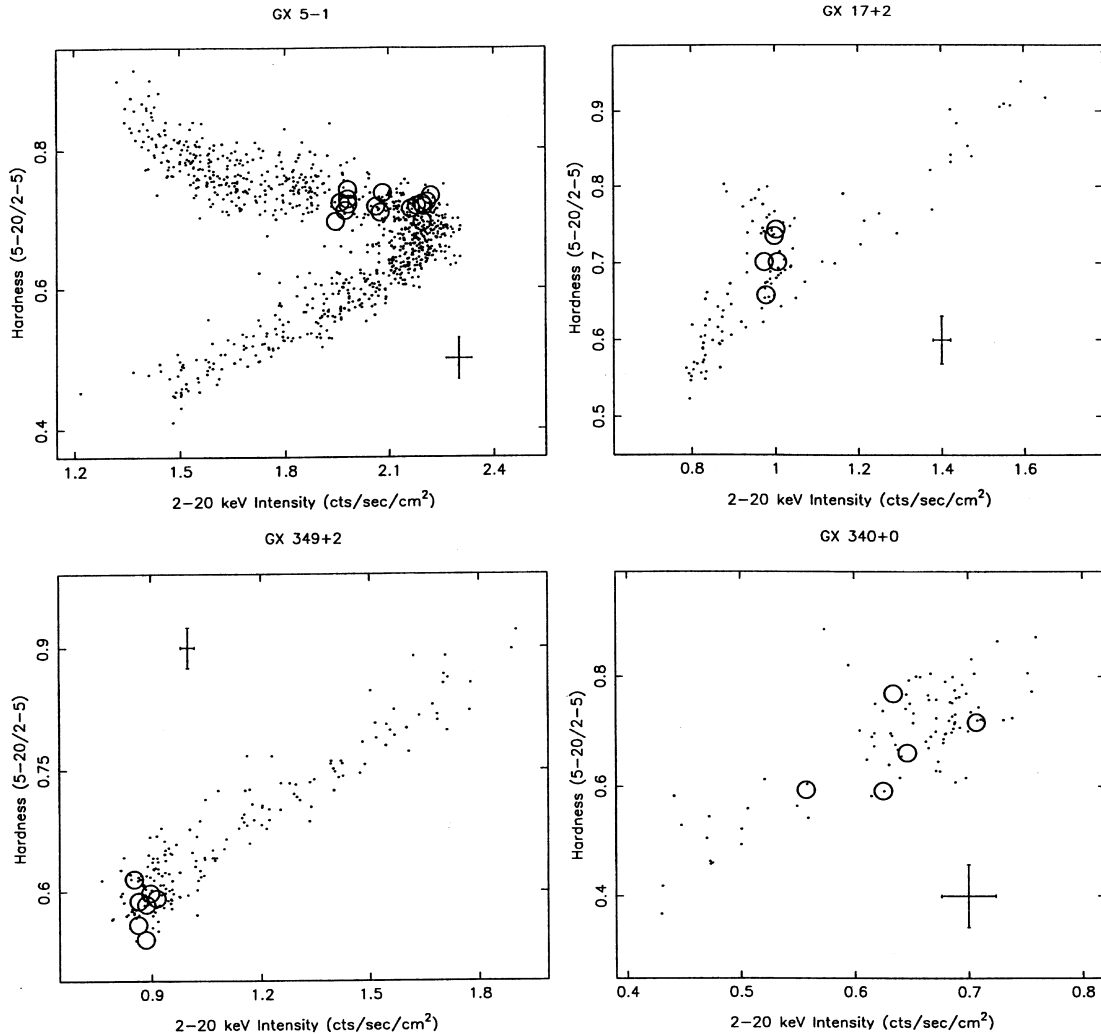 GX 5−1
Hardness (5−20/2−5)
0.8
0.6
0.4
1.2 1.5 1.8 2.1 2.4
2−20 keV Intensity (cts/sec/cm²)
GX 17+2
Hardness (5−20/2−5)
0.9
0.8
0.7
0.6
0.5
0.8 1 1.2 1.4 1.6
2−20 keV Intensity (cts/sec/cm²)
GX 349+2
Hardness (5−20/2−5)
0.9
0.75
0.6
0.9 1.2 1.5 1.8
2−20 keV Intensity (cts/sec/cm²)
GX 340+0
Hardness (5−20/2−5)
0.8
0.6
0.4
0.4 0.5 0.6 0.7 0.8
2−20 keV Intensity (cts/sec/cm²)